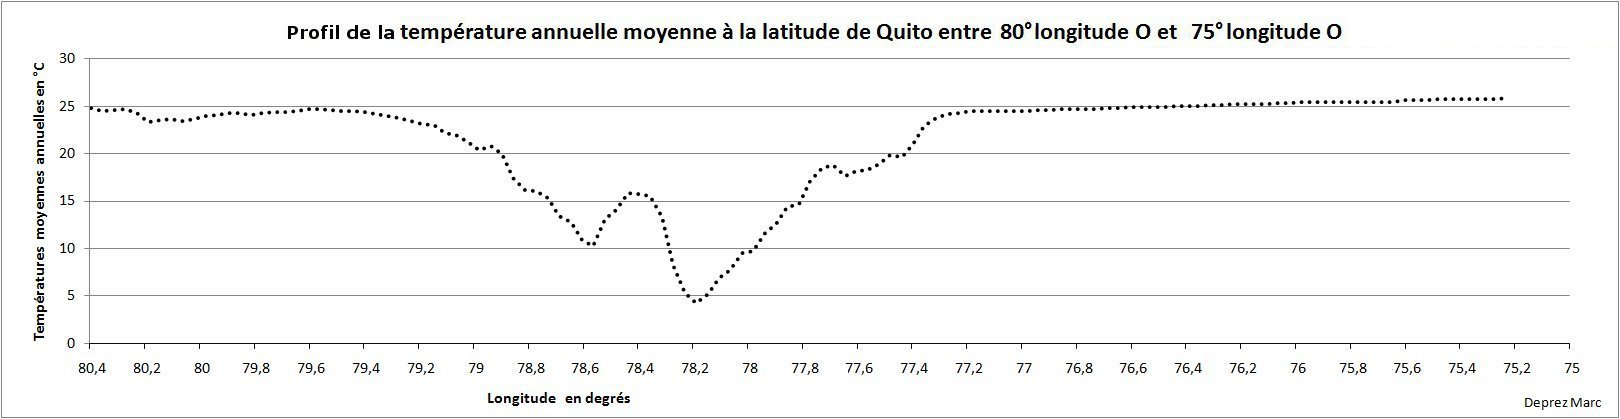 Profil de la température annuelle moyenne à la latitude de Quito entre 80° longitude O et 75° longitude O
Températures moyennes annuelles en °C
30
25
20
15
10
5
0
80,4 80,2 80 79,8 79,6 79,4 79,2 79 78,8 78,6 78,4 78,2 78 77,8 77,6 77,4 77,2 77 76,8 76,6 76,4 76,2 76 75,8 75,6 75,4 75,2 75
Longitude en degrés
Deprez Marc